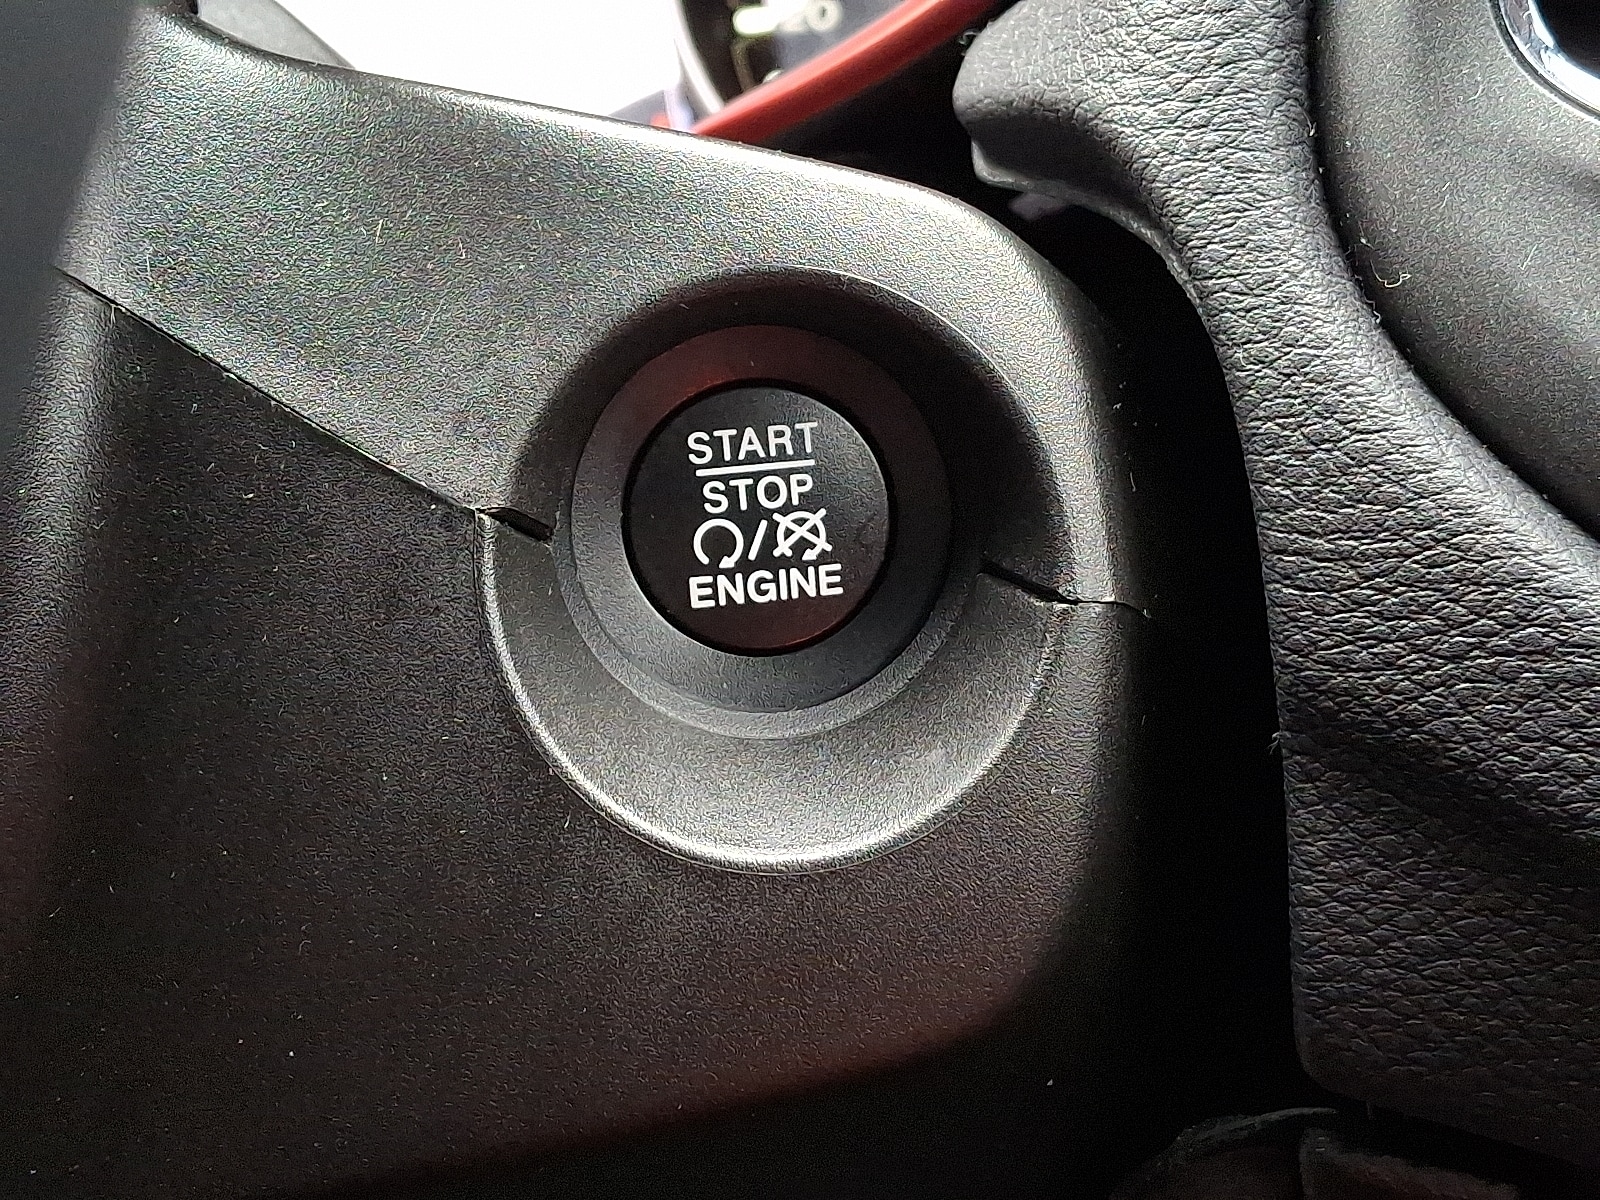 START
STOP
/
ENGINE